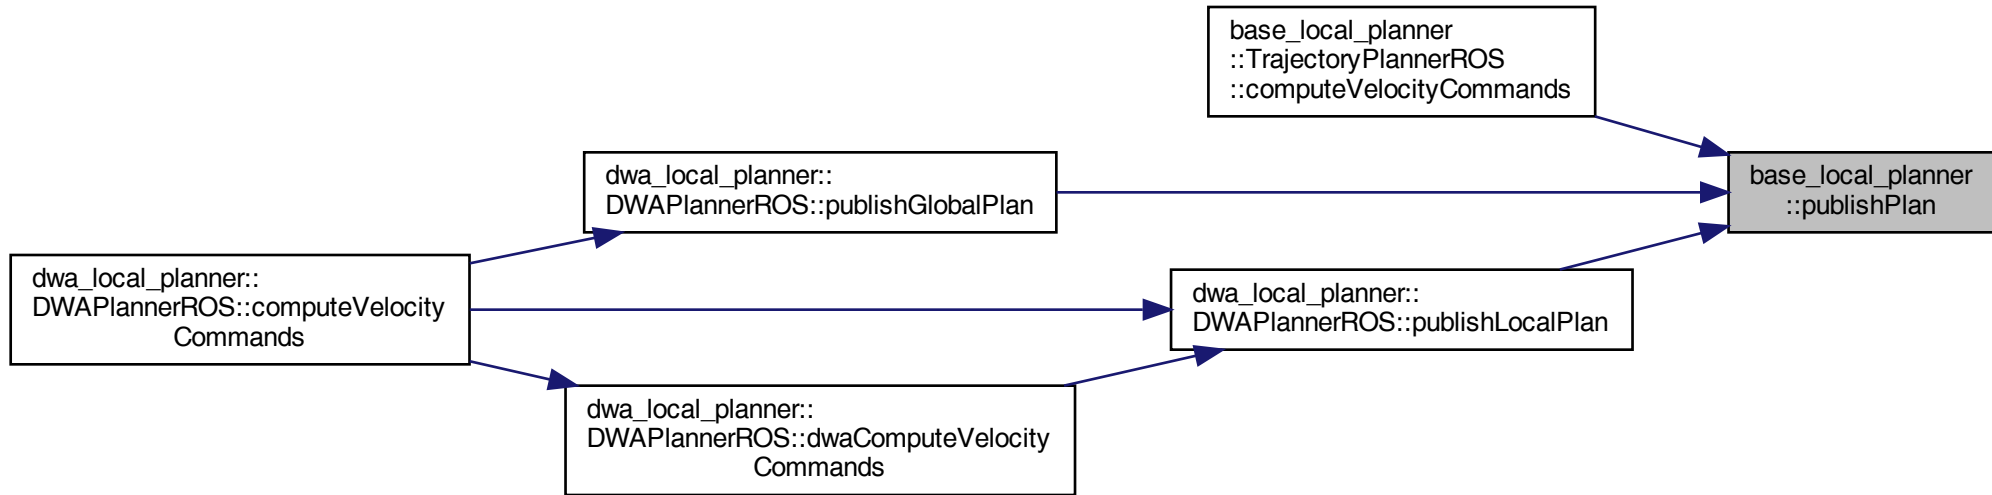 base_local_planner
::TrajectoryPlannerROS
::computeVelocityCommands
dwa_local_planner::
DWAPlannerROS::publishGlobalPlan
base_local_planner
::publishPlan
dwa_local_planner::
DWAPlannerROS::computeVelocity
Commands
dwa_local_planner::
DWAPlannerROS::publishLocalPlan
dwa_local_planner::
DWAPlannerROS::dwaComputeVelocity
Commands